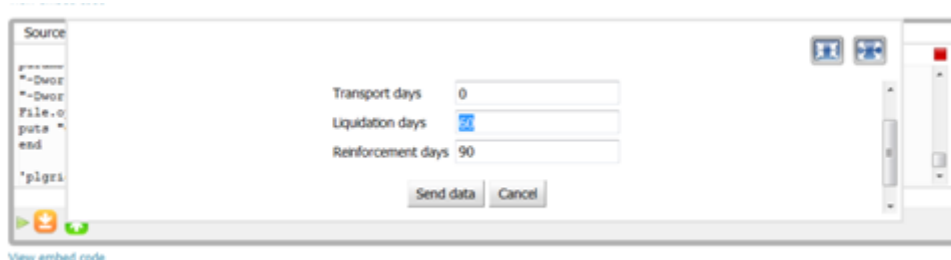 Source
"-Dwor
"-Dwor
File.o
puts "
end
'plgri
Transport days 0
Liquidation days 60
Reinforcement days 90
Send data Cancel
View embed code